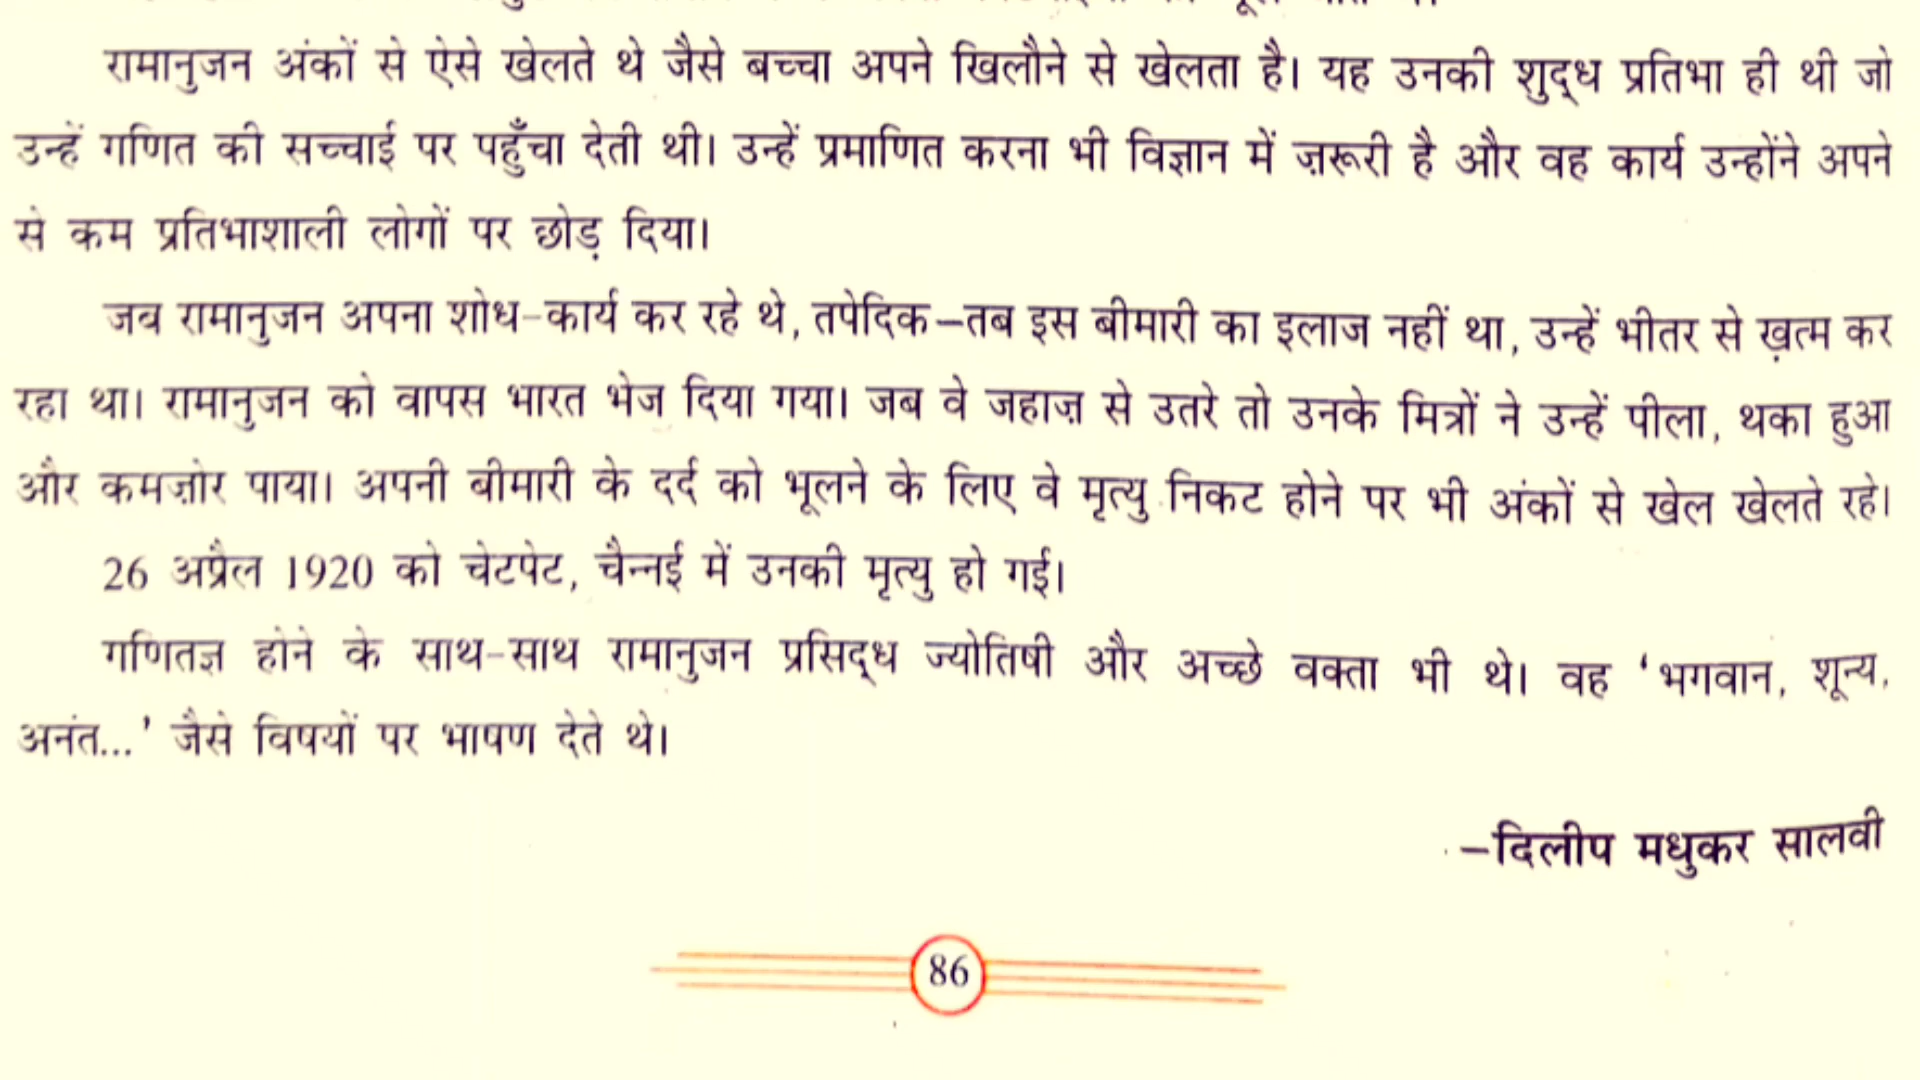 रामानुजन अंकों से ऐसे खेलते थे जैसे बच्चा अपने खिलौने से खेलता है। यह उनकी शुद्ध प्रतिभा ही थी जो
उन्हें गणित की सच्चाई पर पहुँचा देती थी। उन्हें प्रमाणित करना भी विज्ञान में ज़रूरी है और वह कार्य उन्होंने अपने
से कम प्रतिभाशाली लोगों पर छोड़ दिया।
जब रामानुजन अपना शोध-कार्य कर रहे थे, तपेदिक–तब इस बीमारी का इलाज नहीं था, उन्हें भीतर से ख़त्म कर
रहा था। रामानुजन को वापस भारत भेज दिया गया। जब वे जहाज़ से उतरे तो उनके मित्रों ने उन्हें पीला, थका हुआ
और कमज़ोर पाया। अपनी बीमारी के दर्द को भूलने के लिए वे मृत्यु निकट होने पर भी अंकों से खेल खेलते रहे।
26 अप्रैल 1920 को चेटपेट, चैन्नई में उनकी मृत्यु हो गई।
गणितज्ञ होने के साथ-साथ रामानुजन प्रसिद्ध ज्योतिषी और अच्छे वक्ता भी थे। वह ‘भगवान, शून्य,
अनंत...’ जैसे विषयों पर भाषण देते थे।
–दिलीप मधुकर सालवी
86